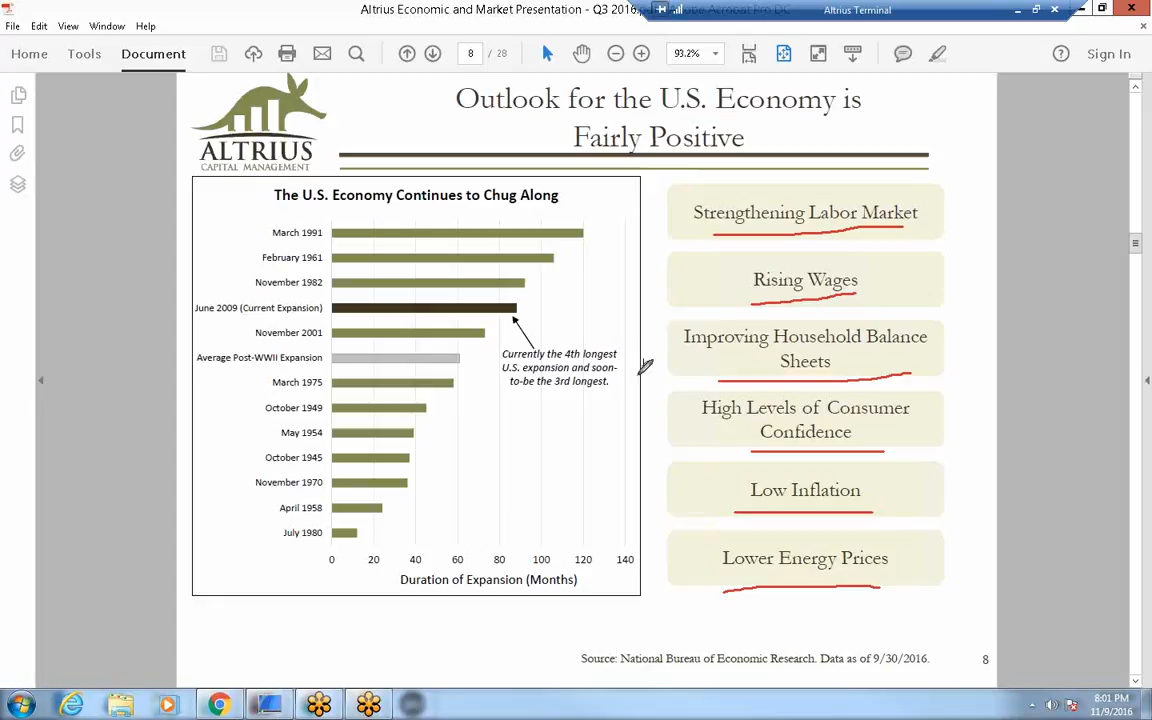 Altrius Economic and Market Presentation - Q3 2016.
Altrius Terminal
File Edit View Window Help
Home Tools Document
8 / 28
93.2%
Sign In
ALTRIUS
CAPITAL MANAGEMENT
Outlook for the U.S. Economy is
Fairly Positive
The U.S. Economy Continues to Chug Along
March 1991
February 1961
November 1982
June 2009 (Current Expansion)
November 2001
Average Post-WWII Expansion
March 1975
October 1949
May 1954
October 1945
November 1970
April 1958
July 1980
Currently the 4th longest
U.S. expansion and soon-
to-be the 3rd longest.
0 20 40 60 80 100 120 140
Duration of Expansion (Months)
Strengthening Labor Market
Rising Wages
Improving Household Balance
Sheets
High Levels of Consumer
Confidence
Low Inflation
Lower Energy Prices
Source: National Bureau of Economic Research. Data as of 9/30/2016.
8
8:01 PM
11/9/2016